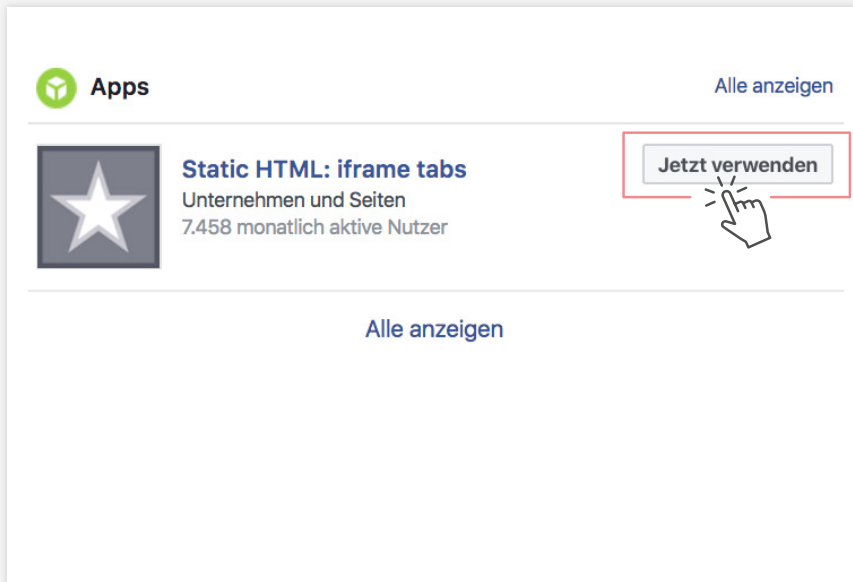 Apps
Alle anzeigen
Static HTML: iframe tabs
Jetzt verwenden
Unternehmen und Seiten
7.458 monatlich aktive Nutzer
Alle anzeigen